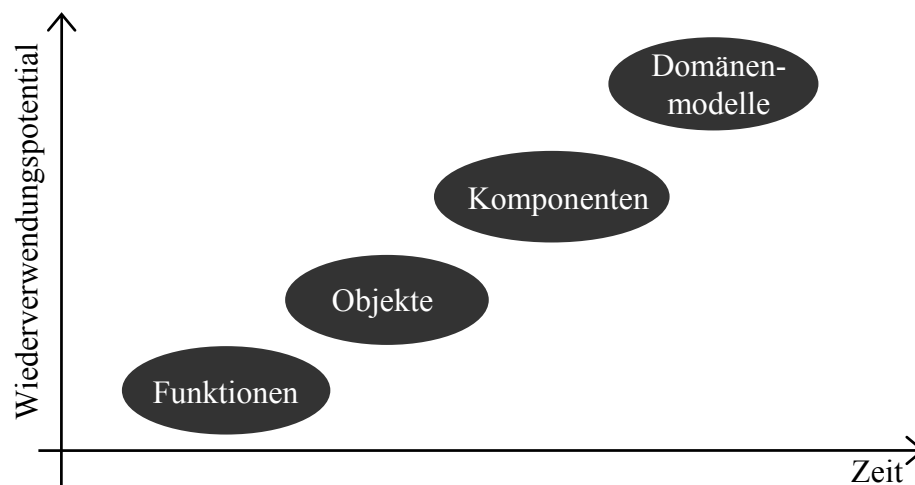 Wiederverwendungspotential
Domänen-
modelle
Komponenten
Objekte
Funktionen
Zeit